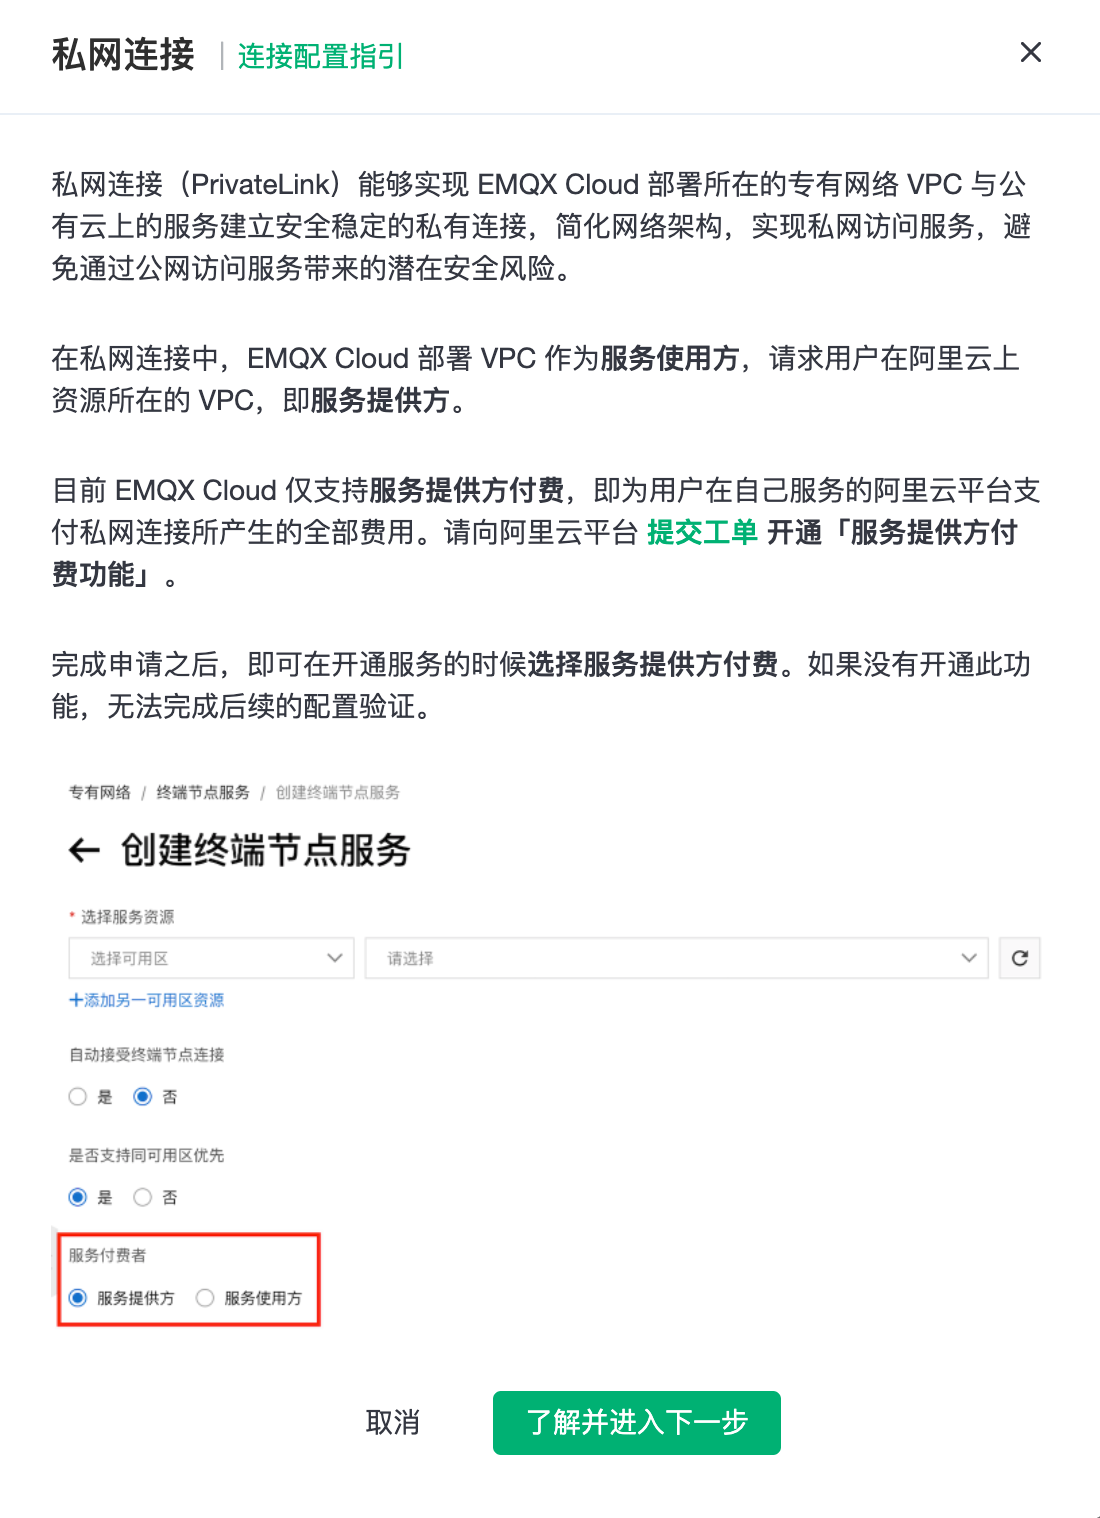 私网连接 | 连接配置指引
私网连接（PrivateLink）能够实现 EMQX Cloud 部署所在的专有网络 VPC 与公
有云上的服务建立安全稳定的私有连接，简化网络架构，实现私网访问服务，避
免通过公网访问服务带来的潜在安全风险。
在私网连接中，EMQX Cloud 部署 VPC 作为服务使用方，请求用户在阿里云上
资源所在的 VPC，即服务提供方。
目前 EMQX Cloud 仅支持服务提供方付费，即为用户在自己服务的阿里云平台支
付私网连接所产生的全部费用。请向阿里云平台 提交工单 开通「服务提供方付
费功能」。
完成申请之后，即可在开通服务的时候选择服务提供方付费。如果没有开通此功
能，无法完成后续的配置验证。
专有网络 / 终端节点服务 / 创建终端节点服务
← 创建终端节点服务
* 选择服务资源
选择可用区 请选择
+添加另一可用区资源
自动接受终端节点连接
是 否
是否支持同可用区优先
是 否
服务付费者
服务提供方 服务使用方
取消 了解并进入下一步